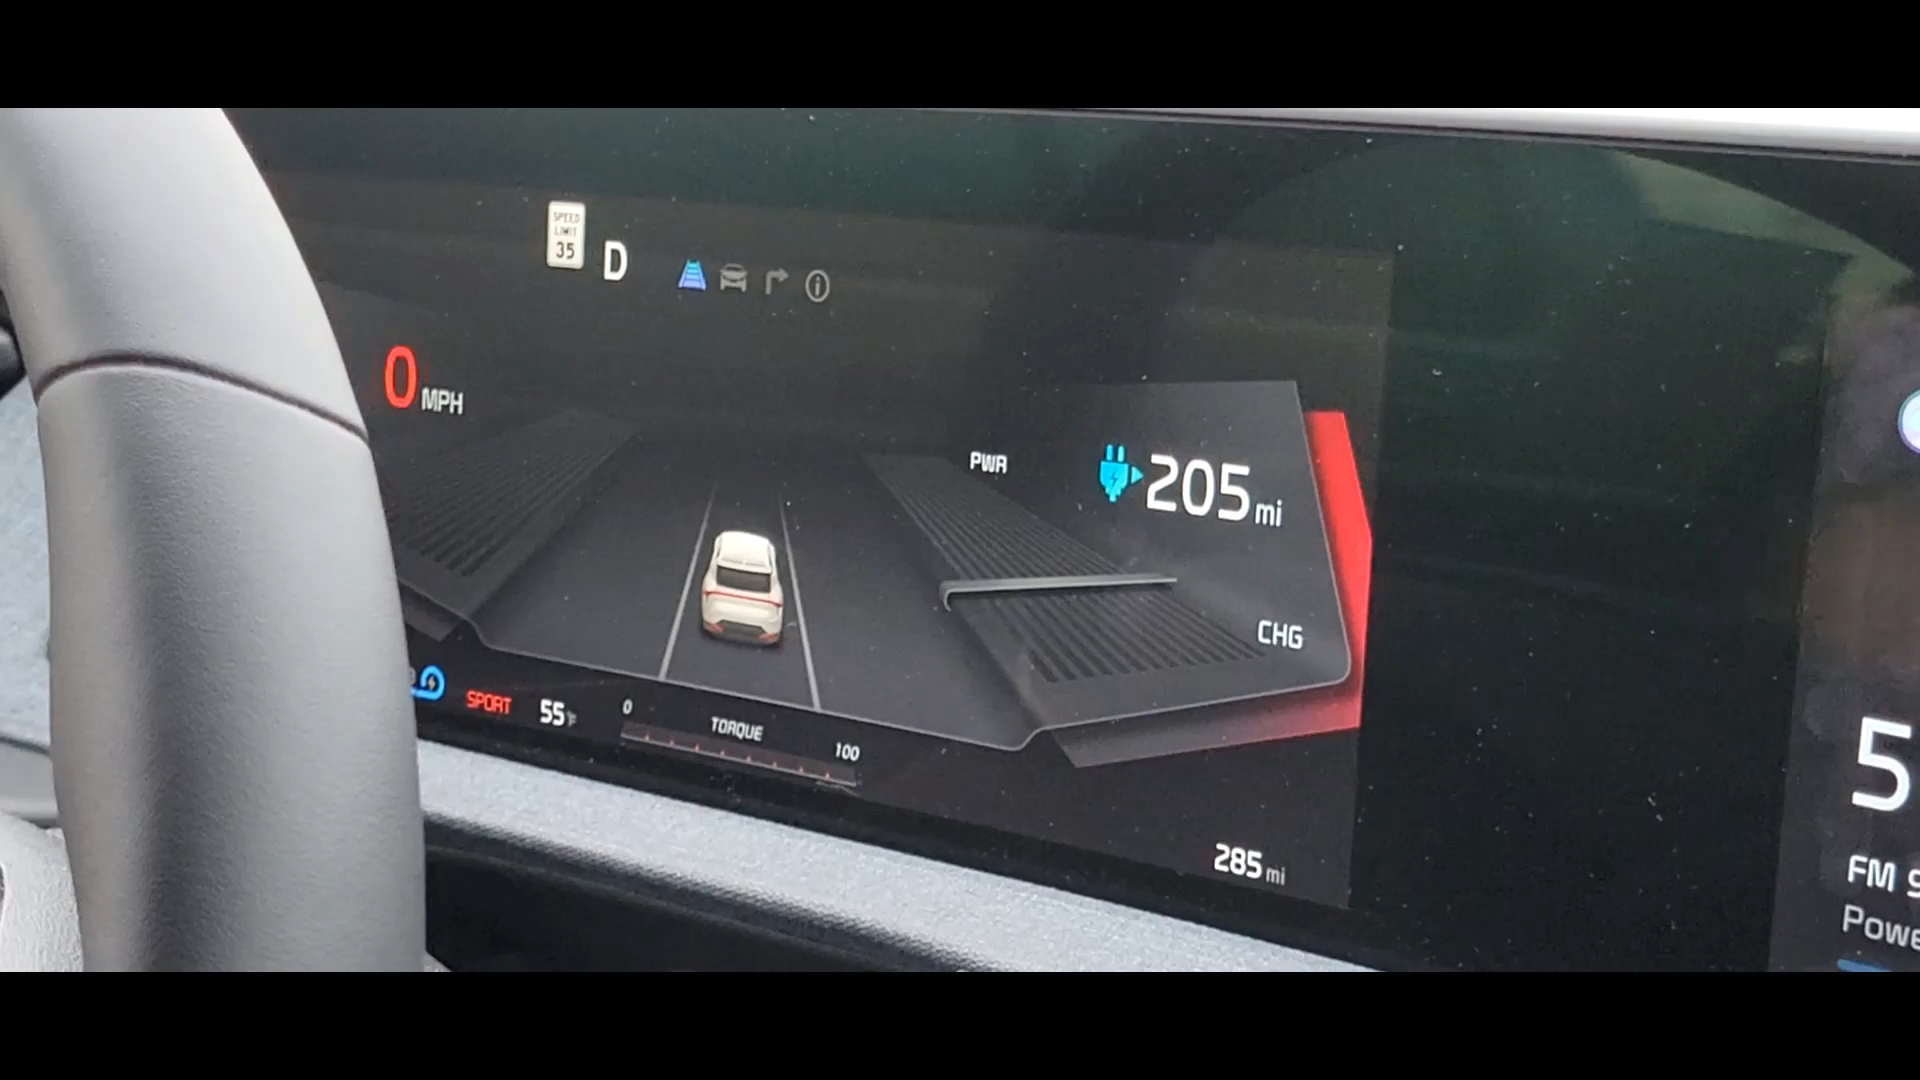 SPEED
LIMIT
35
D
0 MPH
PWR
205 mi
CHG
SPORT
55°F
0
TORQUE
100
285 mi
5
FM 9
Powe